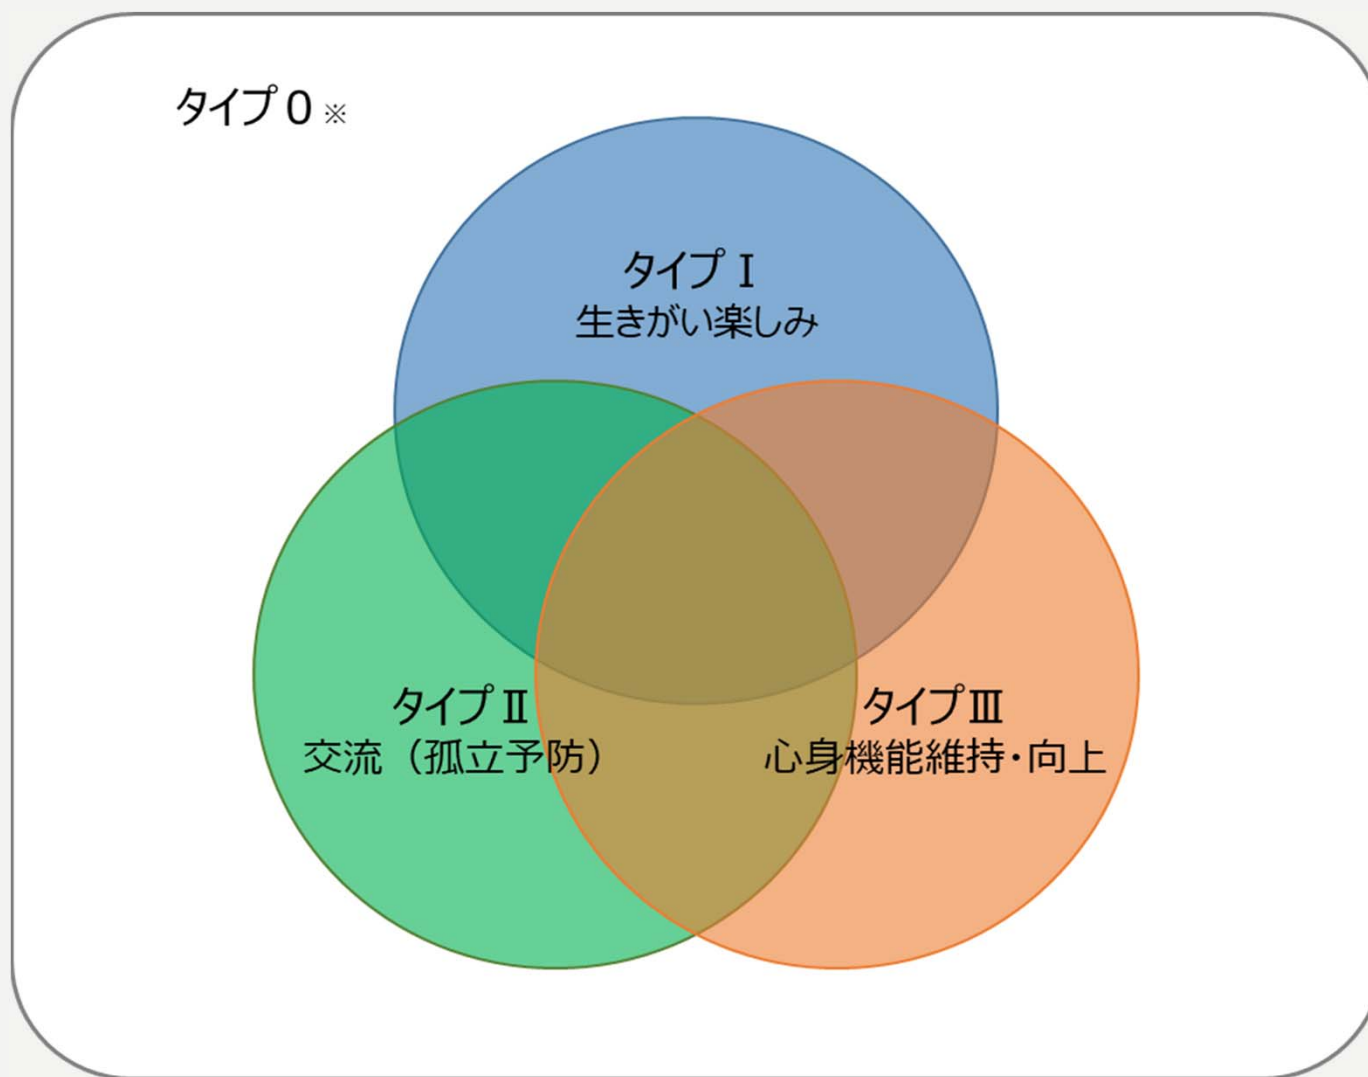 タイプ0※
タイプⅠ
生きがい楽しみ
タイプⅡ
交流（孤立予防）
タイプⅢ
心身機能維持・向上